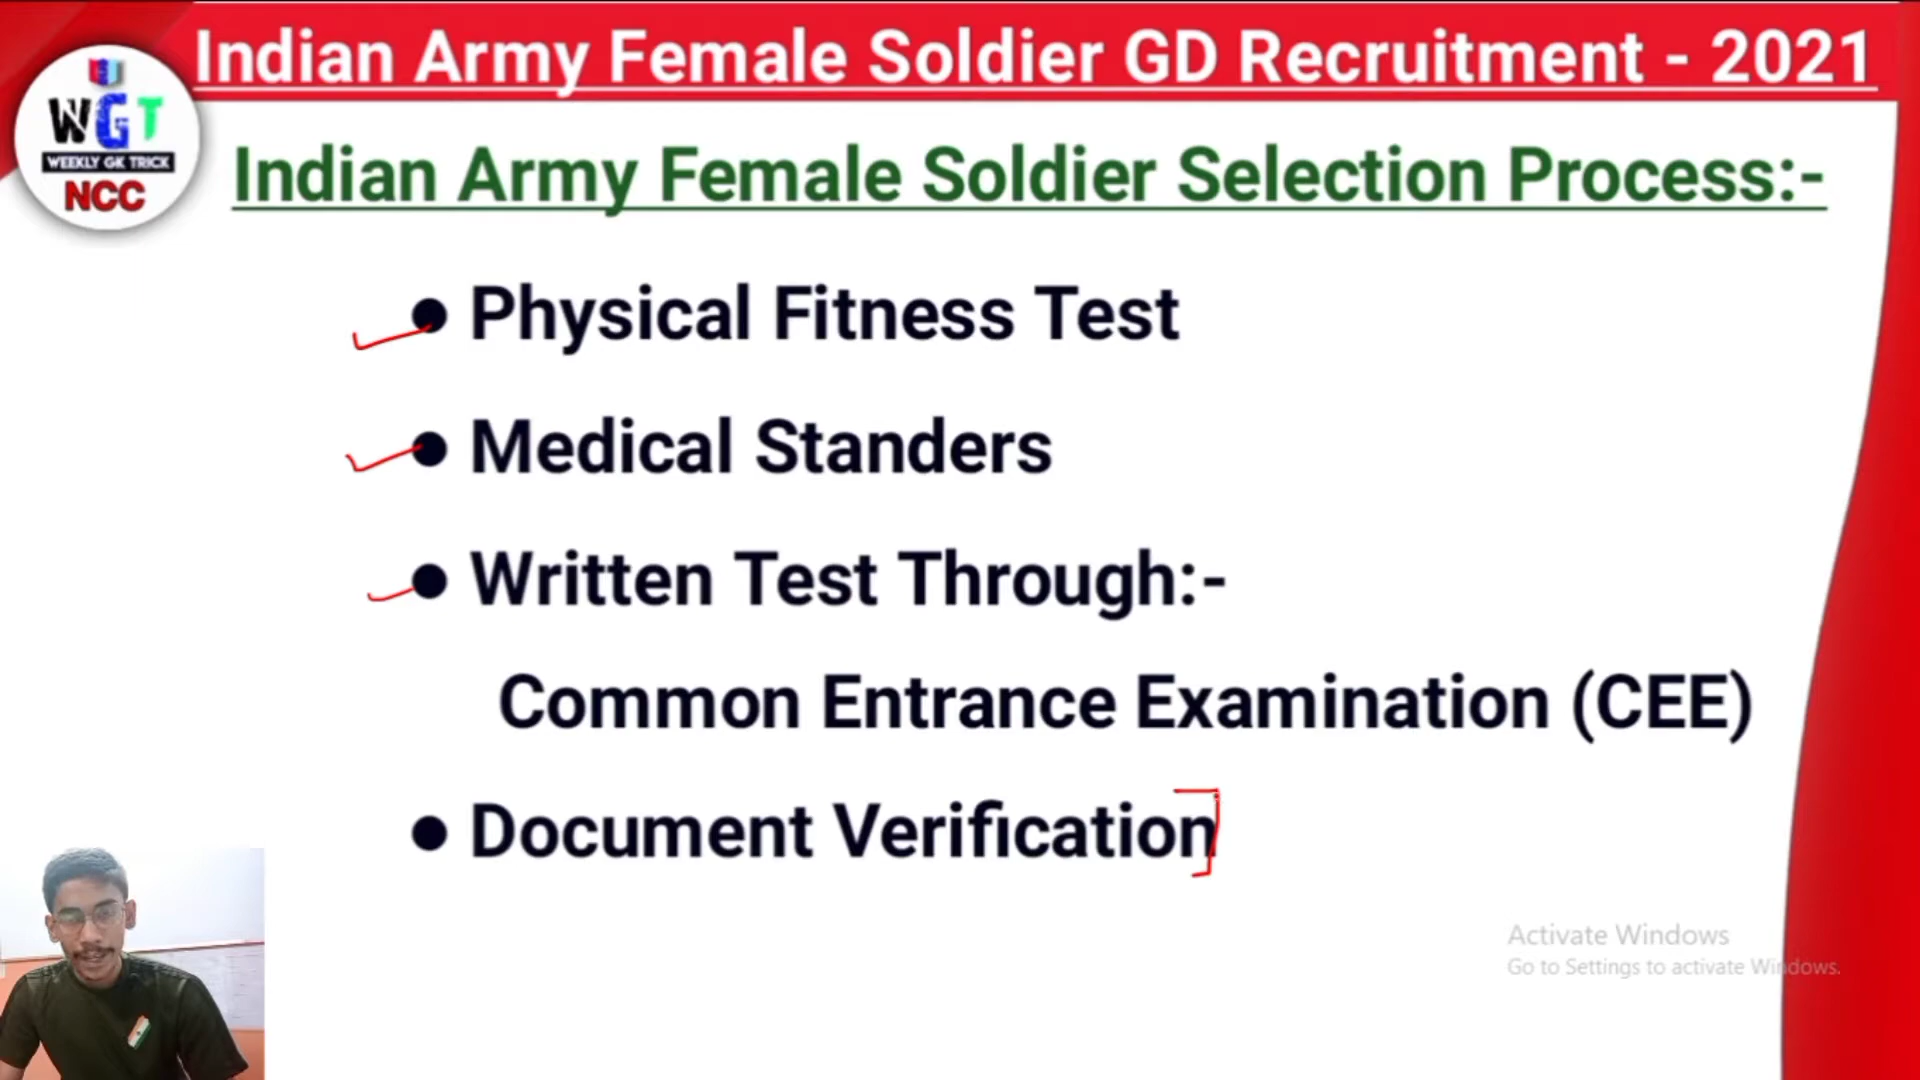 Indian Army Female Soldier GD Recruitment - 2021
WGT
WEEKLY GK TRICK
NCC
Indian Army Female Soldier Selection Process:-
● Physical Fitness Test
● Medical Standers
● Written Test Through:-
Common Entrance Examination (CEE)
● Document Verification
Activate Windows
Go to Settings to activate Windows.